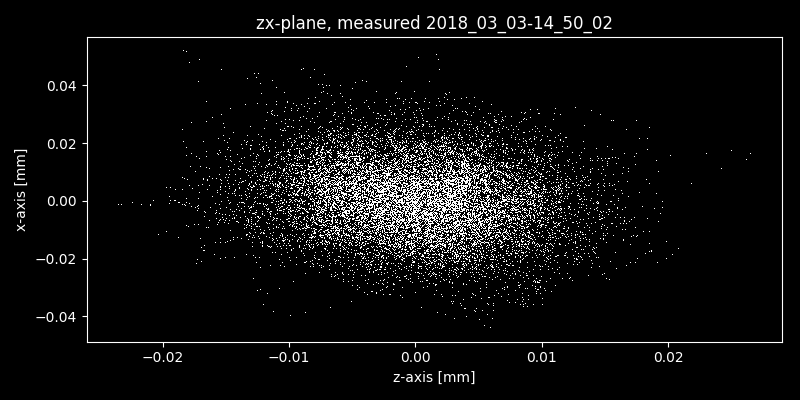 zx-plane, measured 2018_03_03-14_50_02
0.04
0.02
0.00
−0.02
−0.04
x-axis [mm]
−0.02 −0.01 0.00 0.01 0.02
z-axis [mm]